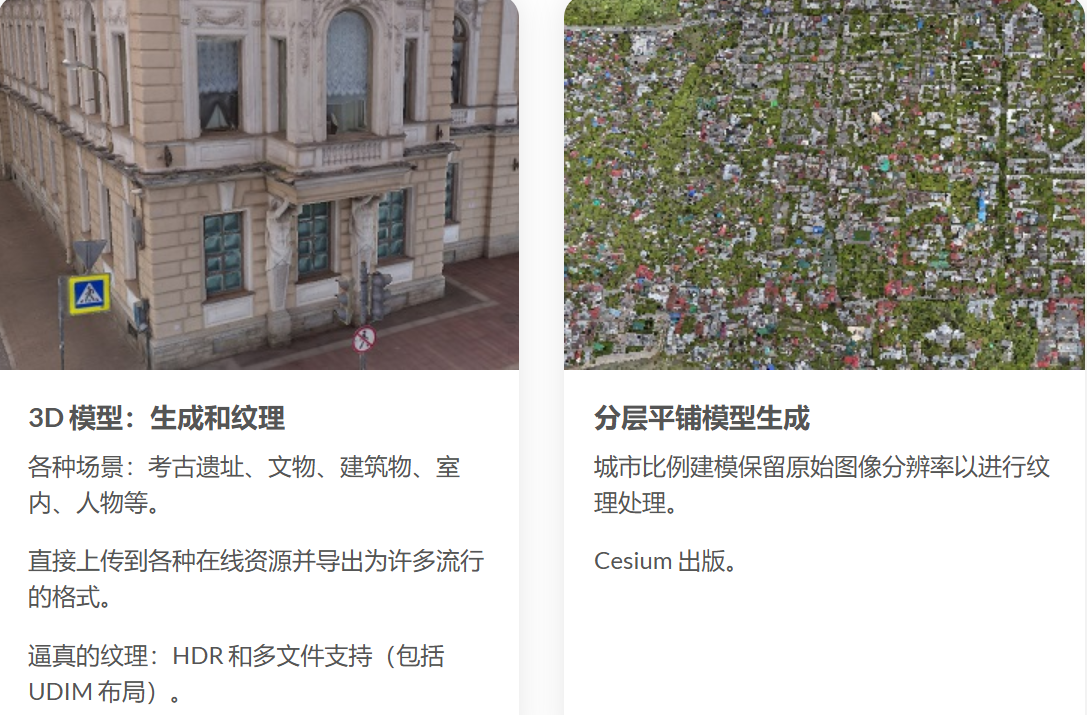 3D 模型：生成和纹理
各种场景：考古遗址、文物、建筑物、室
内、人物等。
直接上传到各种在线资源并导出为许多流行
的格式。
逼真的纹理：HDR 和多文件支持（包括
UDIM 布局）。
分层平铺模型生成
城市比例建模保留原始图像分辨率以进行纹
理处理。
Cesium 出版。